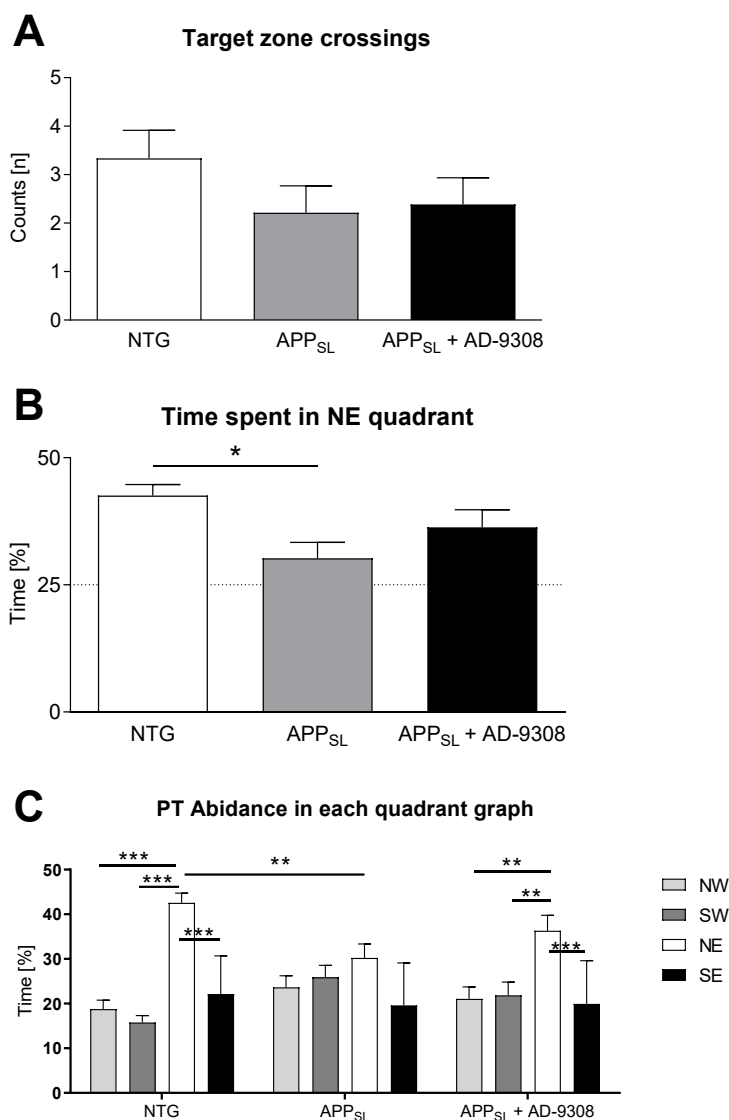 A
Target zone crossings
5
4
3
2
1
0
Counts [n]
NTG
APPSL
APPSL + AD-9308
B
Time spent in NE quadrant
*
50
25
0
Time [%]
NTG
APPSL
APPSL + AD-9308
C
PT Abidance in each quadrant graph
50
40
30
20
10
0
Time [%]
***
***
***
**
**
**
***
NTG
APPSL
APPSL + AD-9308
NW
SW
NE
SE